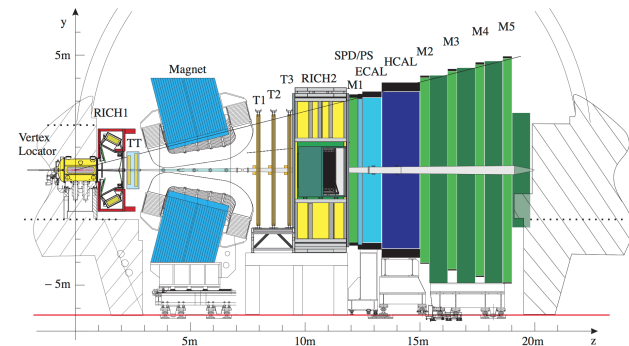 y
5m
Magnet
RICH1
Vertex
Locator
TT
T1
T2
T3
RICH2
SPD/PS
M1
ECAL
HCAL
M2
M3
M4
M5
− 5m
5m
10m
15m
20m
z